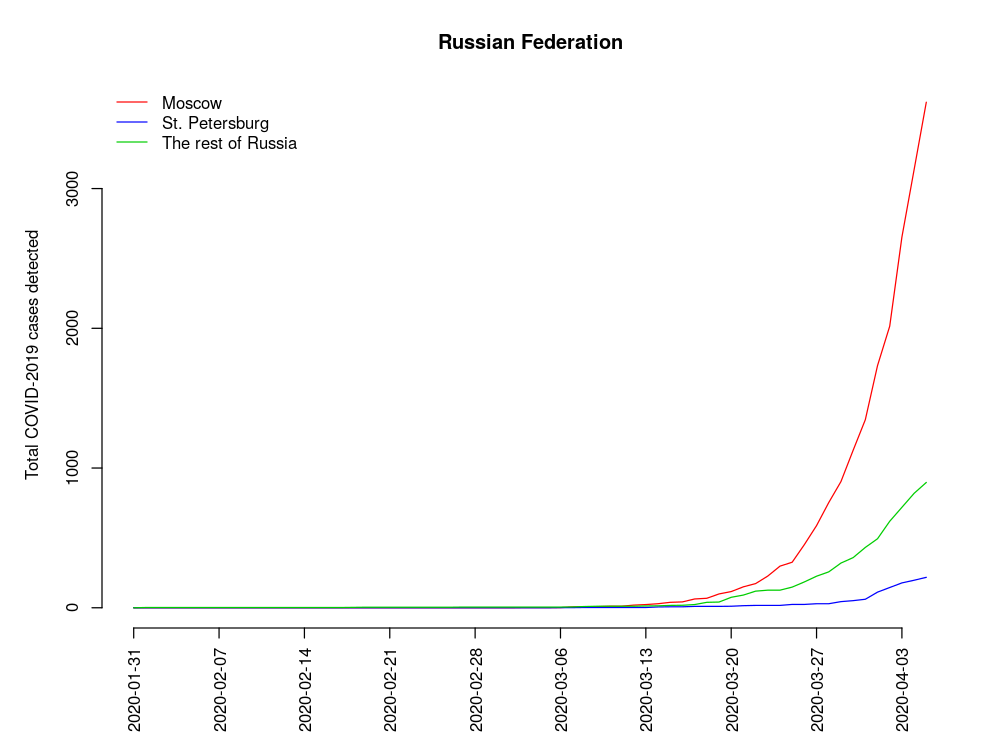 Russian Federation
Moscow
St. Petersburg
The rest of Russia
Total COVID-2019 cases detected
3000
2000
1000
0
2020-01-31
2020-02-07
2020-02-14
2020-02-21
2020-02-28
2020-03-06
2020-03-13
2020-03-20
2020-03-27
2020-04-03